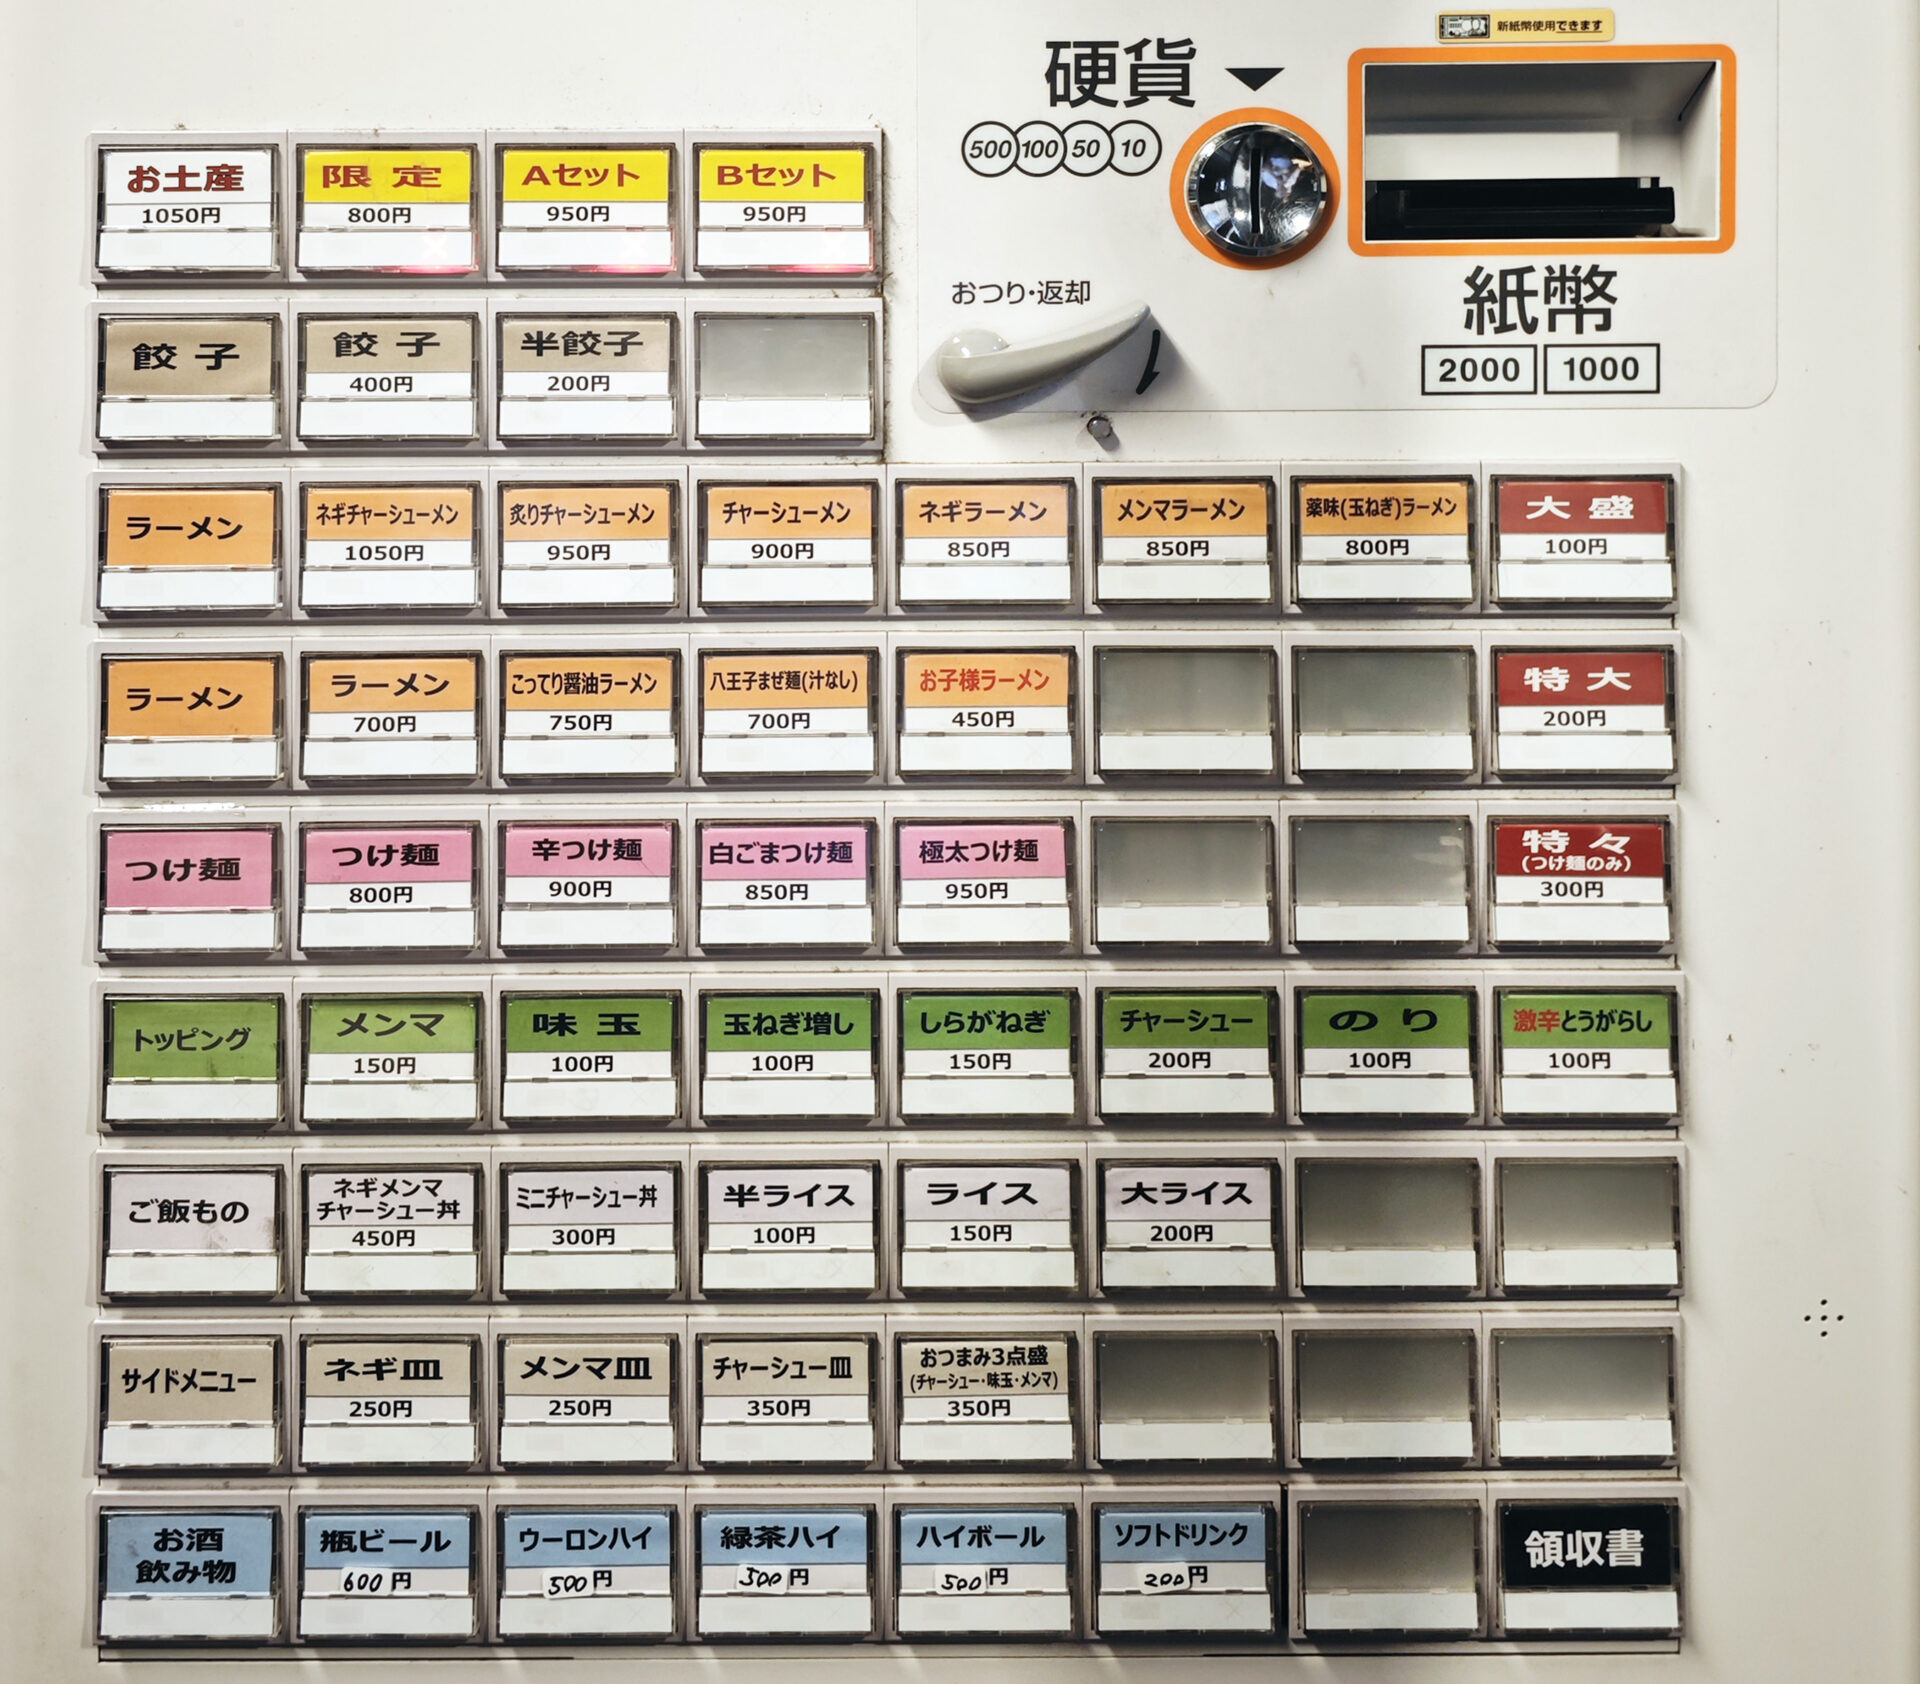 新紙幣使用できます
硬貨
500 100 50 10
おつり・返却
紙幣
2000 1000
お土産
1050円
限定
800円
Aセット
950円
Bセット
950円
餃子
餃子
400円
半餃子
200円
ラーメン
ネギチャーシューメン
1050円
炙りチャーシューメン
950円
チャーシューメン
900円
ネギラーメン
850円
メンマラーメン
850円
薬味(玉ねぎ)ラーメン
800円
大盛
100円
ラーメン
ラーメン
700円
こってり醤油ラーメン
750円
八王子まぜ麺(汁なし)
700円
お子様ラーメン
450円
特大
200円
つけ麺
つけ麺
800円
辛つけ麺
900円
白ごまつけ麺
850円
極太つけ麺
950円
特々
(つけ麺のみ)
300円
トッピング
メンマ
150円
味玉
100円
玉ねぎ増し
100円
しらがねぎ
150円
チャーシュー
200円
のり
100円
激辛とうがらし
100円
ご飯もの
ネギメンマ
チャーシュー丼
450円
ミニチャーシュー丼
300円
半ライス
100円
ライス
150円
大ライス
200円
サイドメニュー
ネギ皿
250円
メンマ皿
250円
チャーシュー皿
350円
おつまみ3点盛
(チャーシュー・味玉・メンマ)
350円
お酒
飲み物
瓶ビール
600円
ウーロンハイ
500円
緑茶ハイ
500円
ハイボール
500円
ソフトドリンク
200円
領収書